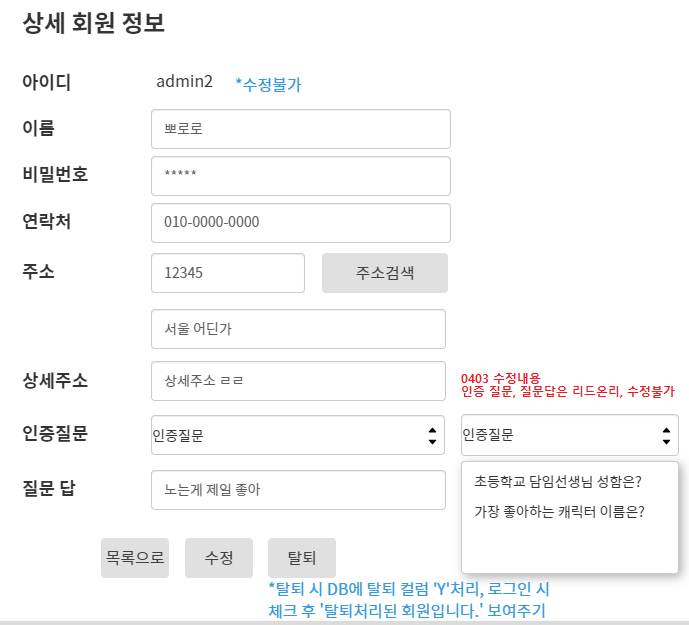 상세 회원 정보
아이디 admin2 *수정불가
이름 뽀로로
비밀번호 *****
연락처 010-0000-0000
주소 12345 주소검색
서울 어딘가
상세주소 상세주소 ㄹㄹ
0403 수정내용
인증 질문, 질문답은 리드온리, 수정불가
인증질문 인증질문 인증질문
초등학교 담임선생님 성함은?
질문 답 노는게 제일 좋아
가장 좋아하는 캐릭터 이름은?
목록으로 수정 탈퇴
*탈퇴 시 DB에 탈퇴 컬럼 'Y'처리, 로그인 시
체크 후 '탈퇴처리된 회원입니다.' 보여주기